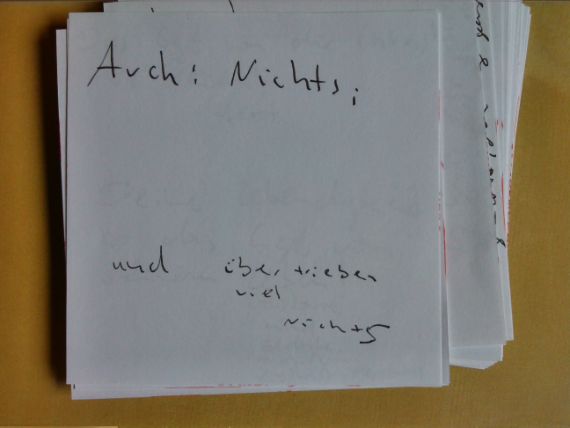 Auch: Nichts;
und übertrieben
viel
nichts